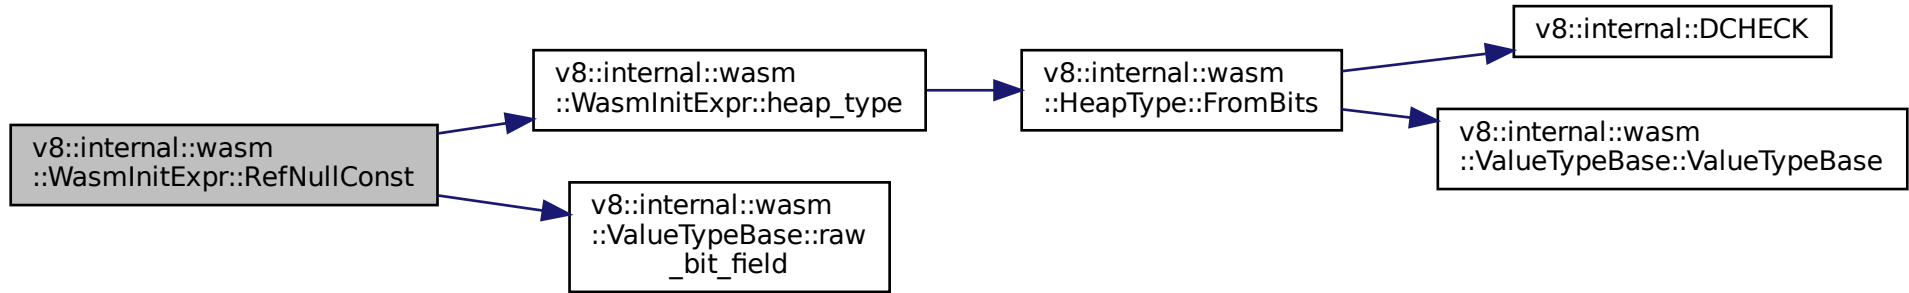 v8::internal::wasm
::WasmInitExpr::RefNullConst
v8::internal::wasm
::WasmInitExpr::heap_type
v8::internal::wasm
::ValueTypeBase::raw
_bit_field
v8::internal::wasm
::HeapType::FromBits
v8::internal::DCHECK
v8::internal::wasm
::ValueTypeBase::ValueTypeBase